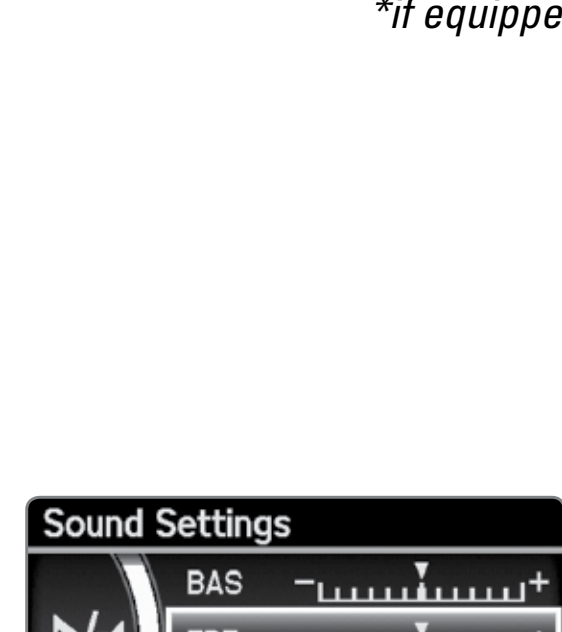 *if equippe
Sound Settings
BAS − +